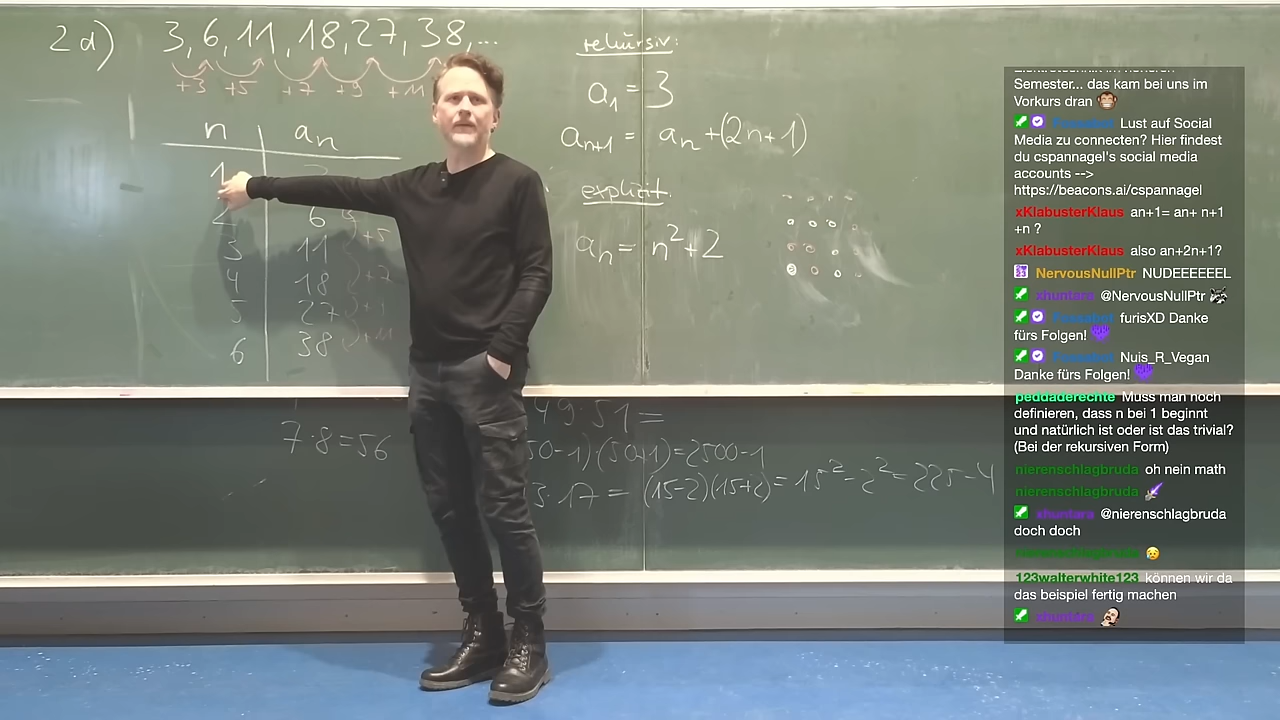 2d) 3, 6, 11, 18, 27, 38, ...
+3 +5 +7 +9 +11
n an
1
2 6
3 11 +5
4 18
5 27
6 38
rekursiv:
a1 = 3
an+1 = an + (2n+1)
explizit
an = n²+2
7·8=56
49·51=
50-1)·(50+1)=2500-1
3·17 = (15-2)(15+2)=15²-2²=225-4
Semester... das kam bei uns im
Vorkurs dran
Lust auf Social
Media zu connecten? Hier findest
du cspannagel's social media
accounts -->
https://beacons.ai/cspannagel
xKlabusterKlaus an+1= an+ n+1
+n ?
xKlabusterKlaus also an+2n+1?
NervousNullPtr NUDEEEEEEL
xhuntara @NervousNullPtr
furisXD Danke
fürs Folgen!
Nuis_R_Vegan
Danke fürs Folgen!
peddaderechte Muss man noch
definieren, dass n bei 1 beginnt
und natürlich ist oder ist das trivial?
(Bei der rekursiven Form)
nierenschlagbruda oh nein math
nierenschlagbruda
xhuntara @nierenschlagbruda
doch doch
nierenschlagbruda
123walterwhite123 können wir da
das beispiel fertig machen
xhuntara